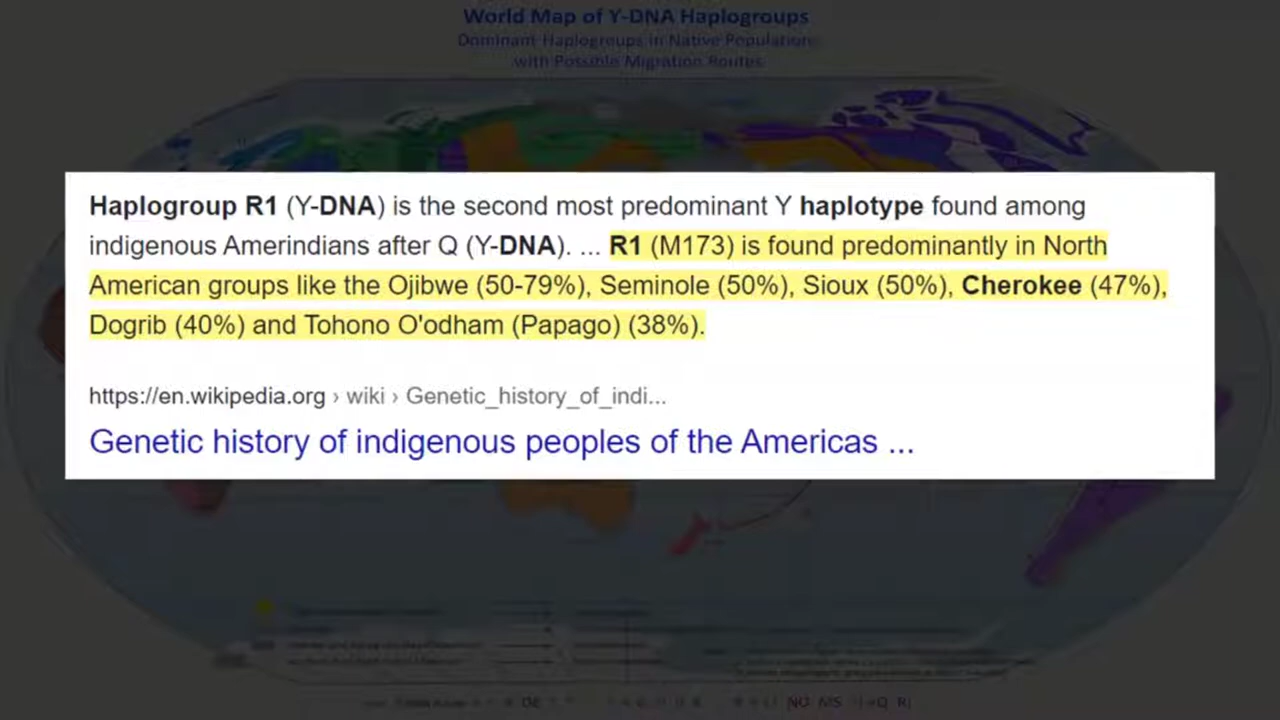 World Map of Y-DNA Haplogroups
Dominant Haplogroups in Native Populations
with Possible Migration Routes
Haplogroup R1 (Y-DNA) is the second most predominant Y haplotype found among
indigenous Amerindians after Q (Y-DNA). ... R1 (M173) is found predominantly in North
American groups like the Ojibwe (50-79%), Seminole (50%), Sioux (50%), Cherokee (47%),
Dogrib (40%) and Tohono O'odham (Papago) (38%).
https://en.wikipedia.org › wiki › Genetic_history_of_indi...
Genetic history of indigenous peoples of the Americas ...